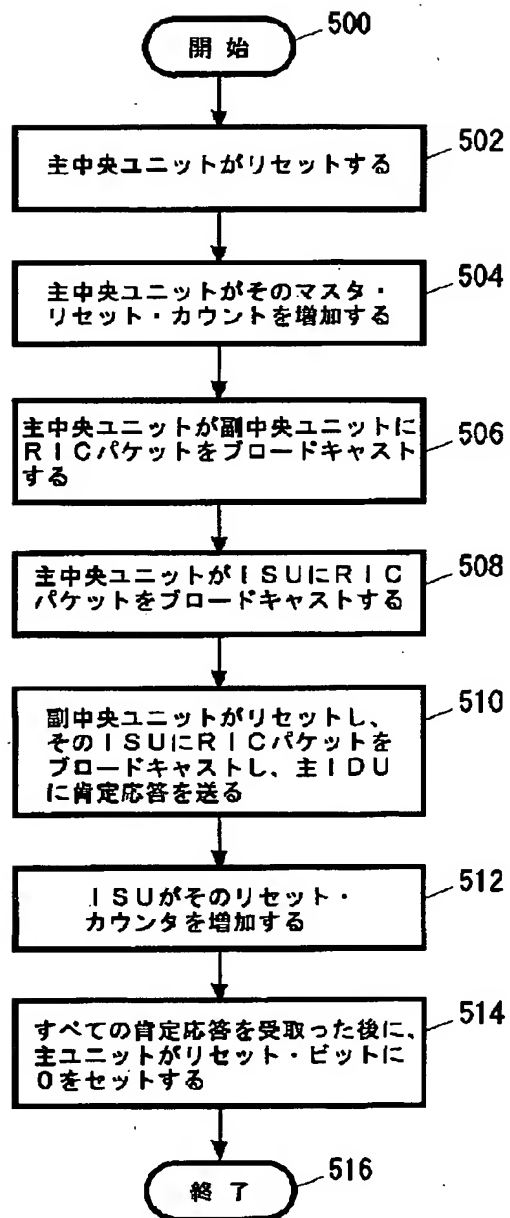 開始
500
主中央ユニットがリセットする
502
主中央ユニットがそのマスタ・
リセット・カウントを増加する
504
主中央ユニットが副中央ユニットに
RICパケットをブロードキャスト
する
506
主中央ユニットがISUにRIC
パケットをブロードキャストする
508
副中央ユニットがリセットし、
そのISUにRICパケットを
ブロードキャストし、主IDU
に肯定応答を送る
510
ISUがそのリセット・
カウンタを増加する
512
すべての肯定応答を受取った後に、
主ユニットがリセット・ビットに
0をセットする
514
終了
516